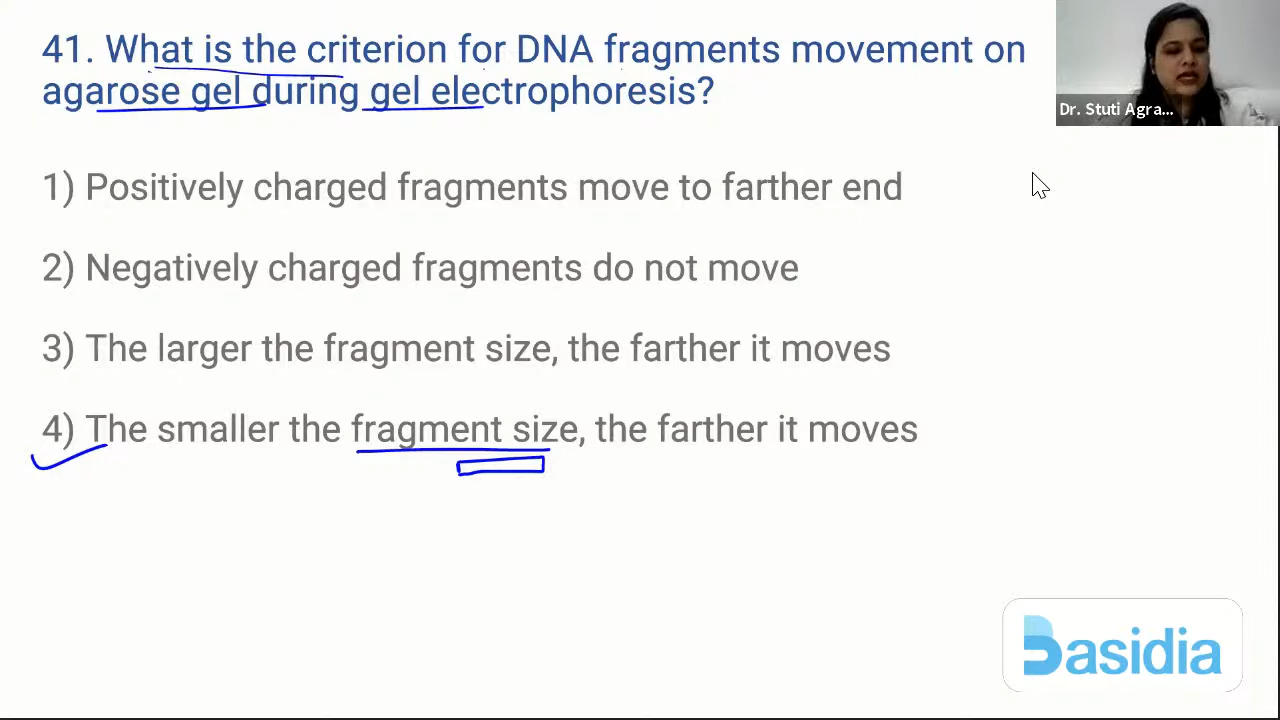 41. What is the criterion for DNA fragments movement on
agarose gel during gel electrophoresis?
Dr. Stuti Agra...
1) Positively charged fragments move to farther end
2) Negatively charged fragments do not move
3) The larger the fragment size, the farther it moves
4) The smaller the fragment size, the farther it moves
Basidia